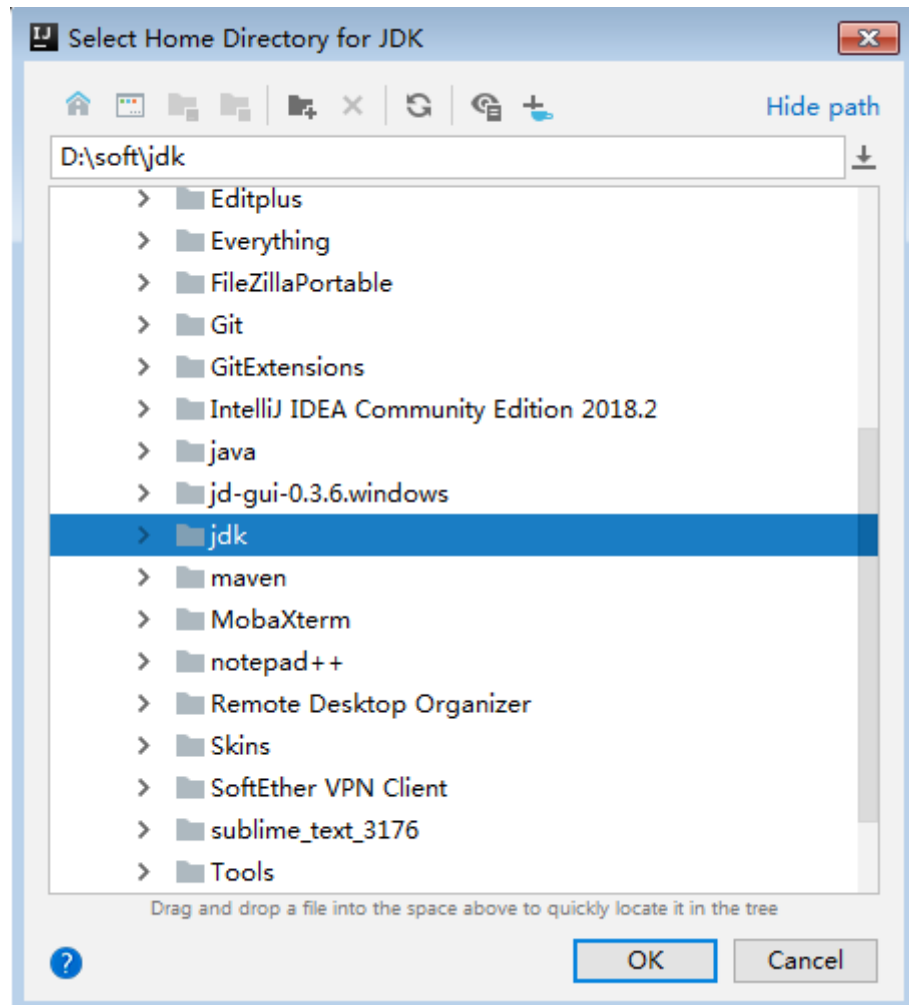 IJ Select Home Directory for JDK
Hide path
D:\soft\jdk
Editplus
Everything
FileZillaPortable
Git
GitExtensions
IntelliJ IDEA Community Edition 2018.2
java
jd-gui-0.3.6.windows
jdk
maven
MobaXterm
notepad++
Remote Desktop Organizer
Skins
SoftEther VPN Client
sublime_text_3176
Tools
Drag and drop a file into the space above to quickly locate it in the tree
? OK Cancel